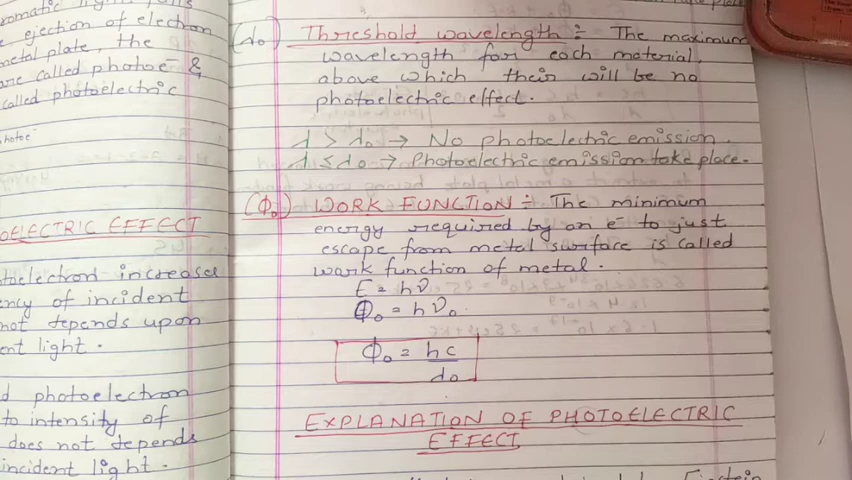 ejection of electron
metal plate, the
are called photoe⁻ &
called photoelectric
OELECTRIC EFFECT
toelectron increases
ency of incident
not depends upon
ent light.
d photoelectron
to intensity of
does not depends
incident light.
(λ₀) Threshold wavelength ÷ The maximum
wavelength for each material,
above which their will be no
photoelectric effect.
λ > λ₀ → No photoelectric emission.
λ ≤ λ₀ → Photoelectric emission take place.
(Φ₀) WORK FUNCTION ÷ The minimum
energy required by an e⁻ to just
escape from metal surface is called
work function of metal.
E = hν
Φ₀ = hν₀.
Φ₀ = hc
λ₀
EXPLANATION OF PHOTOELECTRIC
EFFECT
Einstein